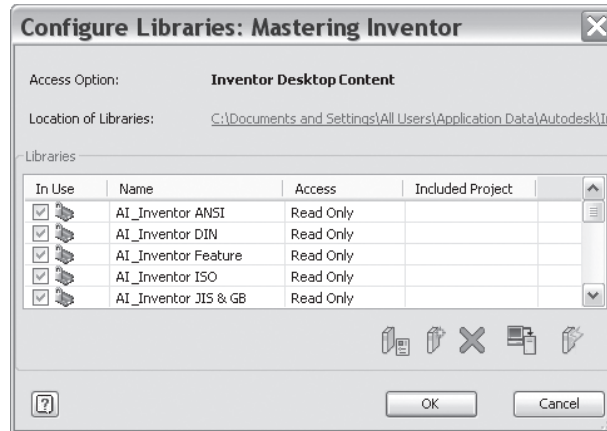 Configure Libraries: Mastering Inventor
Access Option: Inventor Desktop Content
Location of Libraries: C:\Documents and Settings\All Users\Application Data\Autodesk\I
Libraries
In Use Name Access Included Project
AI_Inventor ANSI Read Only
AI_Inventor DIN Read Only
AI_Inventor Feature Read Only
AI_Inventor ISO Read Only
AI_Inventor JIS & GB Read Only
OK Cancel